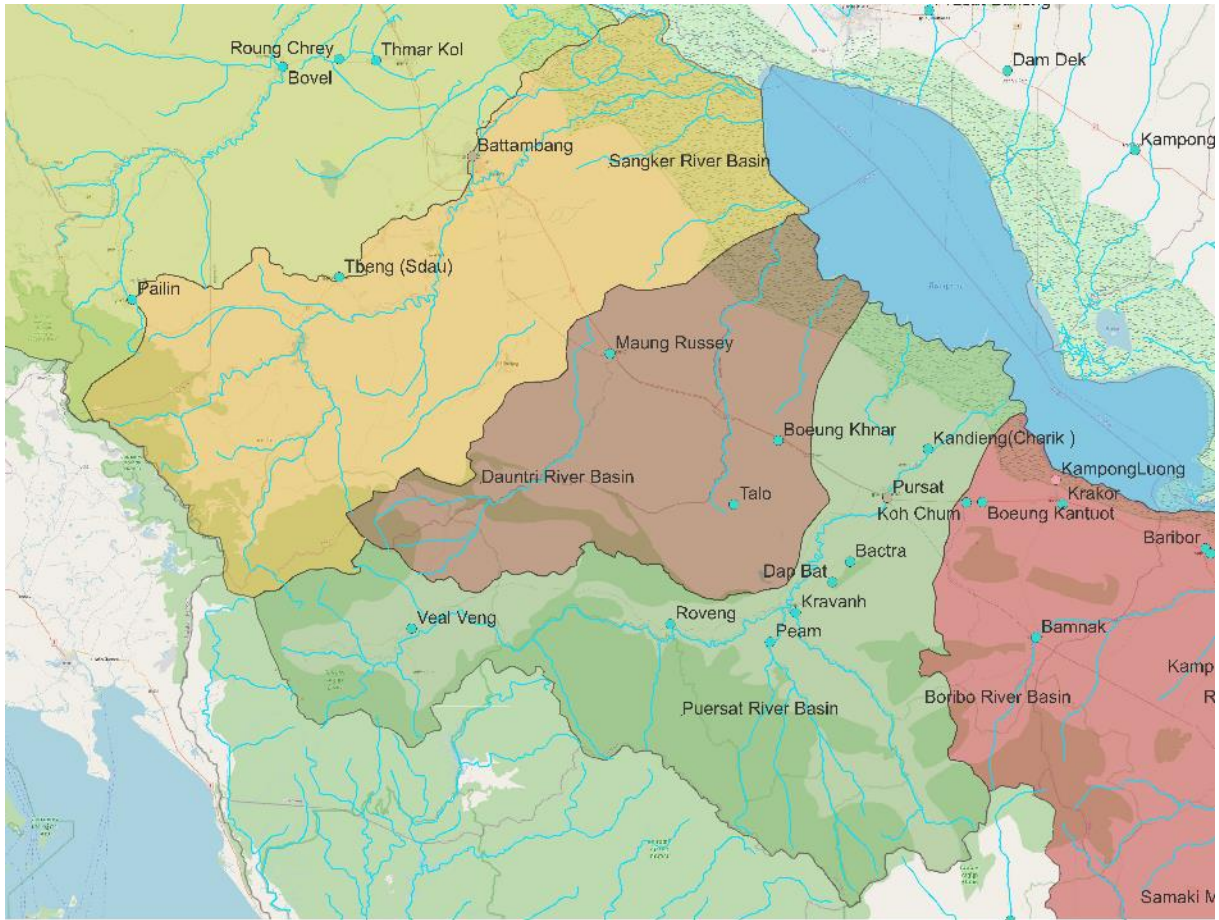 Dam Dek
Roung Chrey
Thmar Kol
Bovel
Kampong
Battambang
Sangker River Basin
Tbeng (Sdau)
Pailin
Maung Russey
Boeung Khnar
Kandieng(Charik )
Dauntri River Basin
Talo
Pursat
KampongLuong
Koh Chum
Boeung Kantuot
Krakor
Baribor
Bactra
Dap Bat
Kravanh
Roveng
Veal Veng
Peam
Bamnak
Kamp
Boribo River Basin
R
Puersat River Basin
Samaki M